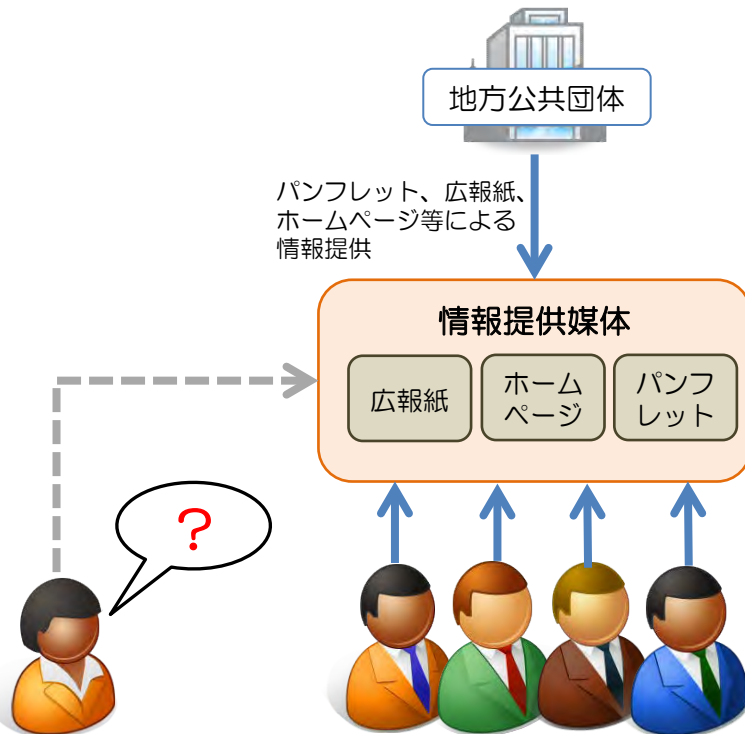 地方公共団体
パンフレット、広報紙、
ホームページ等による
情報提供
情報提供媒体
広報紙
ホーム
ページ
パンフ
レット
?